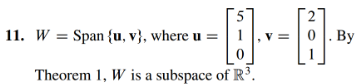 11. W = Span {u, v}, where u = [5 1 0], v = [2 0 1]. By
Theorem 1, W is a subspace of ℝ³.